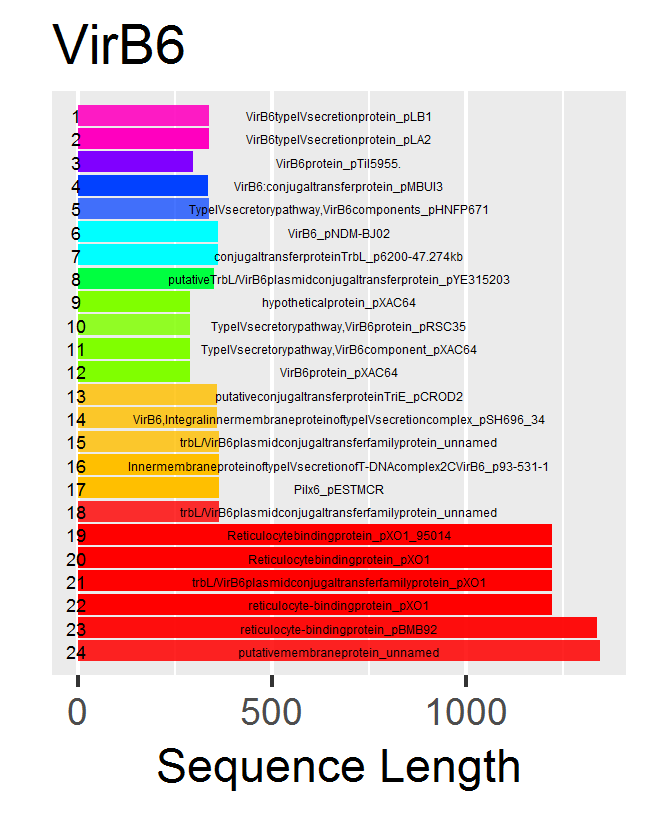 VirB6
1 VirB6typeIVsecretionprotein_pLB1
2 VirB6typeIVsecretionprotein_pLA2
3 VirB6protein_pTiI5955.
4 VirB6:conjugaltransferprotein_pMBUI3
5 TypeIVsecretorypathway,VirB6components_pHNFP671
6 VirB6_pNDM-BJ02
7 conjugaltransferproteinTrbL_p6200-47.274kb
8 putativeTrbL/VirB6plasmidconjugaltransferprotein_pYE315203
9 hypotheticalprotein_pXAC64
10 TypeIVsecretorypathway,VirB6protein_pRSC35
11 TypeIVsecretorypathway,VirB6component_pXAC64
12 VirB6protein_pXAC64
13 putativeconjugaltransferproteinTriE_pCROD2
14 VirB6,IntegralinnermembraneproteinoftypeIVsecretioncomplex_pSH696_34
15 trbL/VirB6plasmidconjugaltransferfamilyprotein_unnamed
16 InnermembraneproteinoftypeIVsecretionofT-DNAcomplex2CVirB6_p93-531-1
17 Pilx6_pESTMCR
18 trbL/VirB6plasmidconjugaltransferfamilyprotein_unnamed
19 Reticulocytebindingprotein_pXO1_95014
20 Reticulocytebindingprotein_pXO1
21 trbL/VirB6plasmidconjugaltransferfamilyprotein_pXO1
22 reticulocyte-bindingprotein_pXO1
23 reticulocyte-bindingprotein_pBMB92
24 putativemembraneprotein_unnamed
0 500 1000
Sequence Length